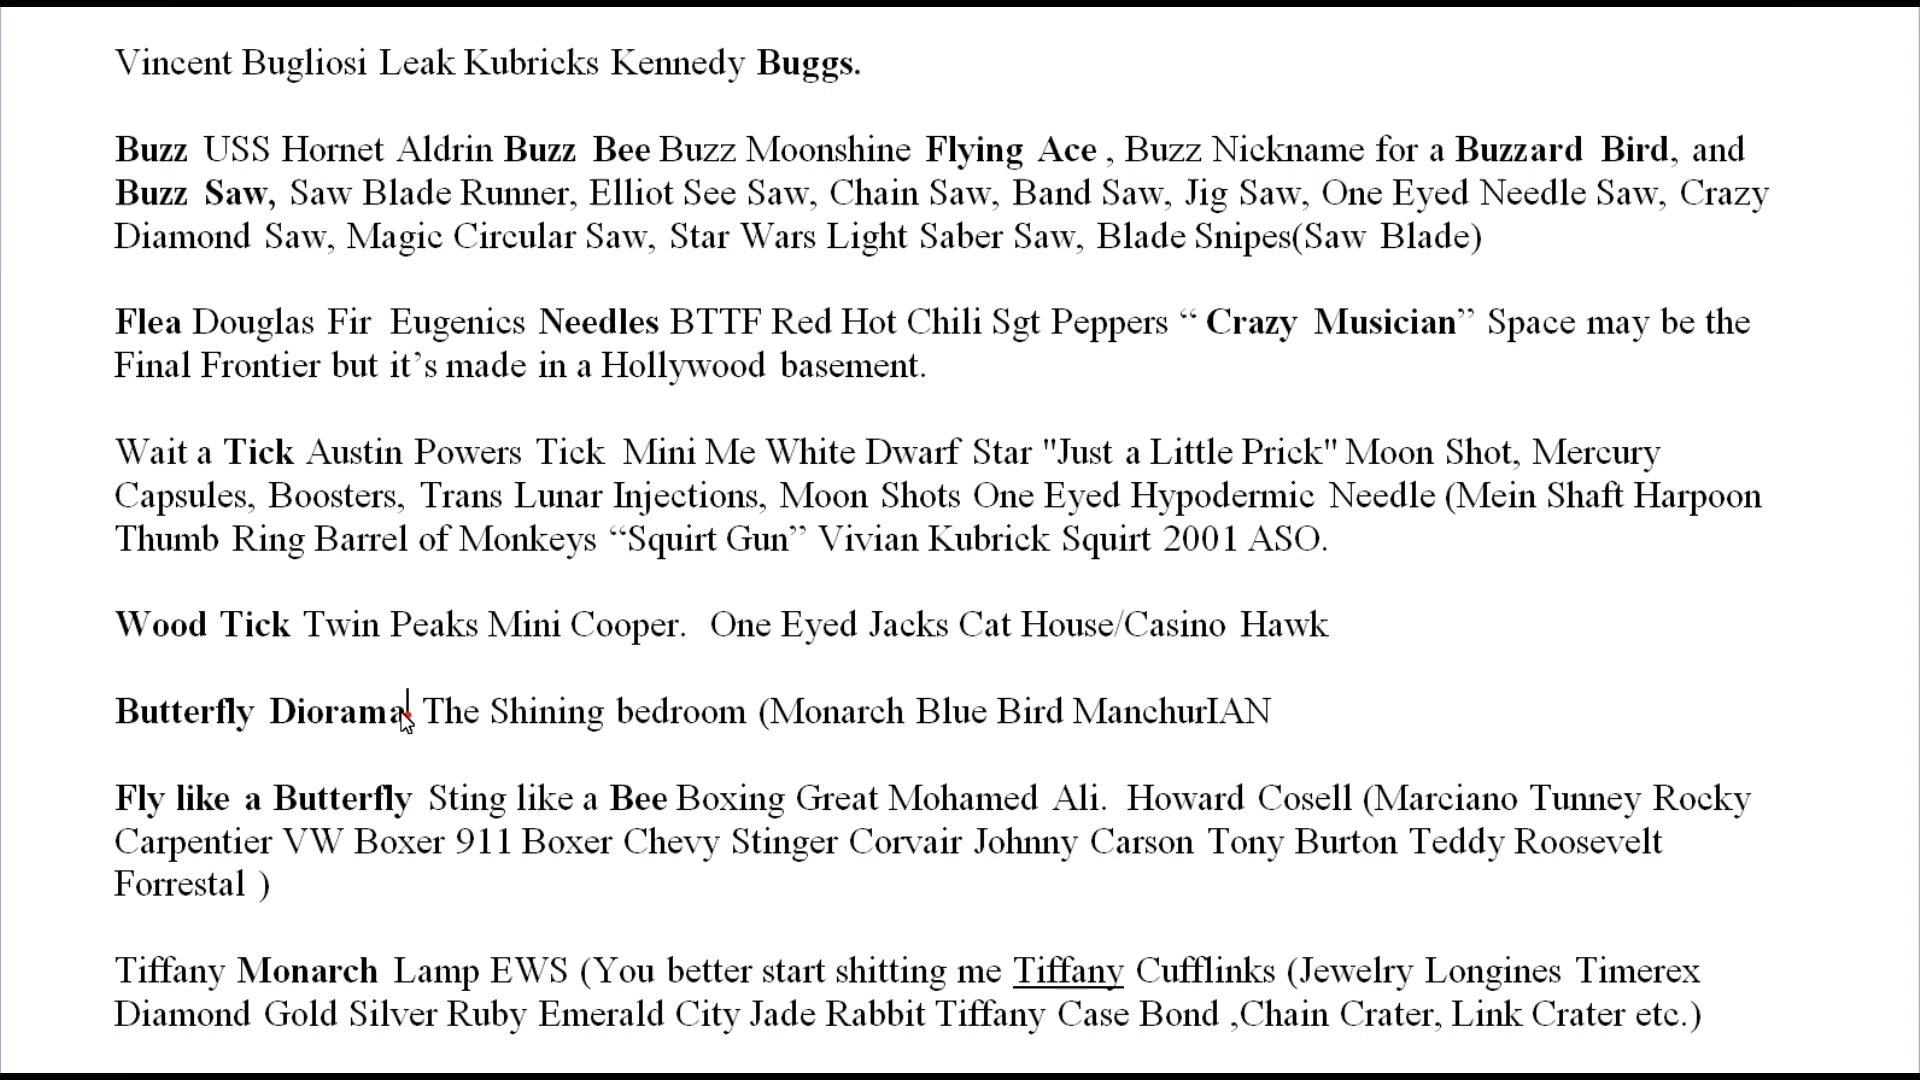 Vincent Bugliosi Leak Kubricks Kennedy Buggs.
Buzz USS Hornet Aldrin Buzz Bee Buzz Moonshine Flying Ace , Buzz Nickname for a Buzzard Bird, and
Buzz Saw, Saw Blade Runner, Elliot See Saw, Chain Saw, Band Saw, Jig Saw, One Eyed Needle Saw, Crazy
Diamond Saw, Magic Circular Saw, Star Wars Light Saber Saw, Blade Snipes(Saw Blade)
Flea Douglas Fir Eugenics Needles BTTF Red Hot Chili Sgt Peppers “ Crazy Musician” Space may be the
Final Frontier but it’s made in a Hollywood basement.
Wait a Tick Austin Powers Tick Mini Me White Dwarf Star "Just a Little Prick" Moon Shot, Mercury
Capsules, Boosters, Trans Lunar Injections, Moon Shots One Eyed Hypodermic Needle (Mein Shaft Harpoon
Thumb Ring Barrel of Monkeys “Squirt Gun” Vivian Kubrick Squirt 2001 ASO.
Wood Tick Twin Peaks Mini Cooper. One Eyed Jacks Cat House/Casino Hawk
Butterfly Diorama The Shining bedroom (Monarch Blue Bird ManchurIAN
Fly like a Butterfly Sting like a Bee Boxing Great Mohamed Ali. Howard Cosell (Marciano Tunney Rocky
Carpentier VW Boxer 911 Boxer Chevy Stinger Corvair Johnny Carson Tony Burton Teddy Roosevelt
Forrestal )
Tiffany Monarch Lamp EWS (You better start shitting me Tiffany Cufflinks (Jewelry Longines Timerex
Diamond Gold Silver Ruby Emerald City Jade Rabbit Tiffany Case Bond ,Chain Crater, Link Crater etc.)